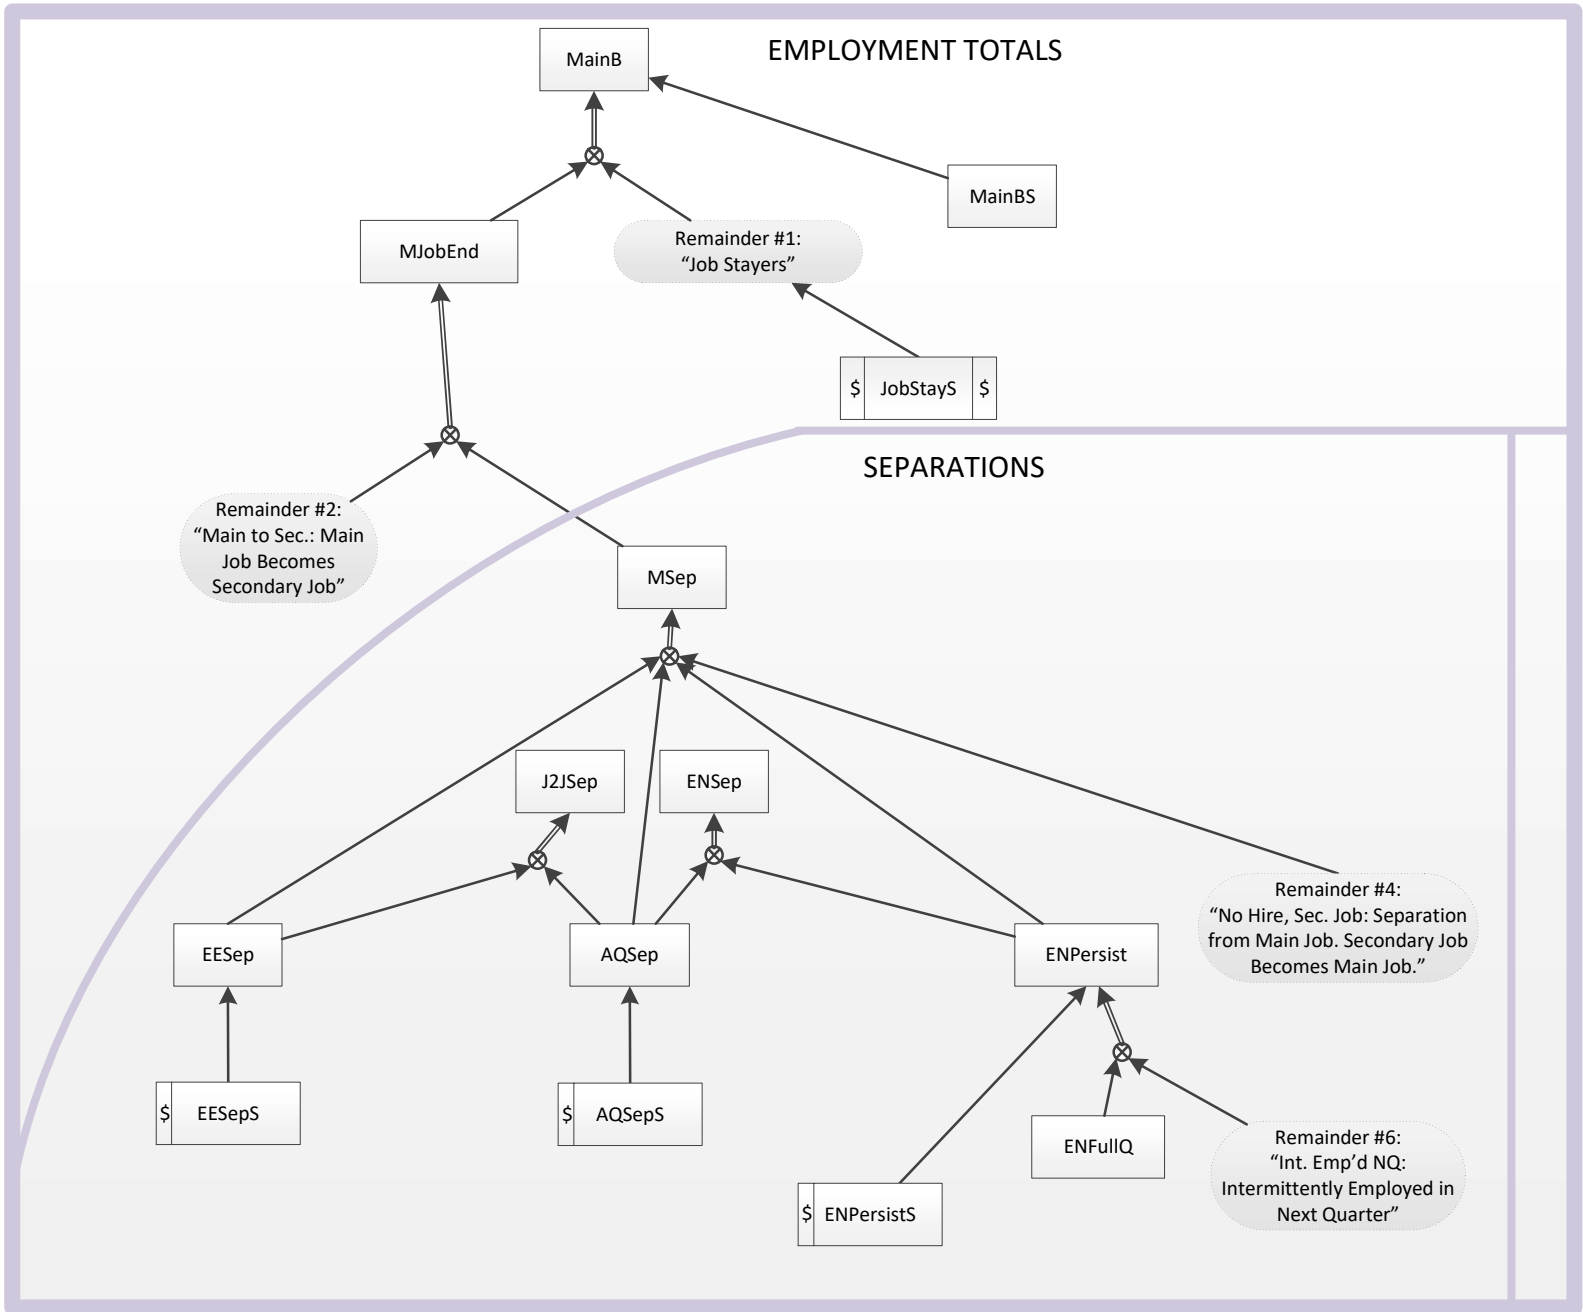 EMPLOYMENT TOTALS
MainB
MainBS
MJobEnd
Remainder #1:
“Job Stayers”
$ JobStayS $
SEPARATIONS
Remainder #2:
“Main to Sec.: Main
Job Becomes
Secondary Job”
MSep
J2JSep
ENSep
EESep
AQSep
ENPersist
Remainder #4:
“No Hire, Sec. Job: Separation
from Main Job. Secondary Job
Becomes Main Job.”
$ EESepS
$ AQSepS
ENFullQ
Remainder #6:
“Int. Emp’d NQ:
Intermittently Employed in
Next Quarter”
$ ENPersistS